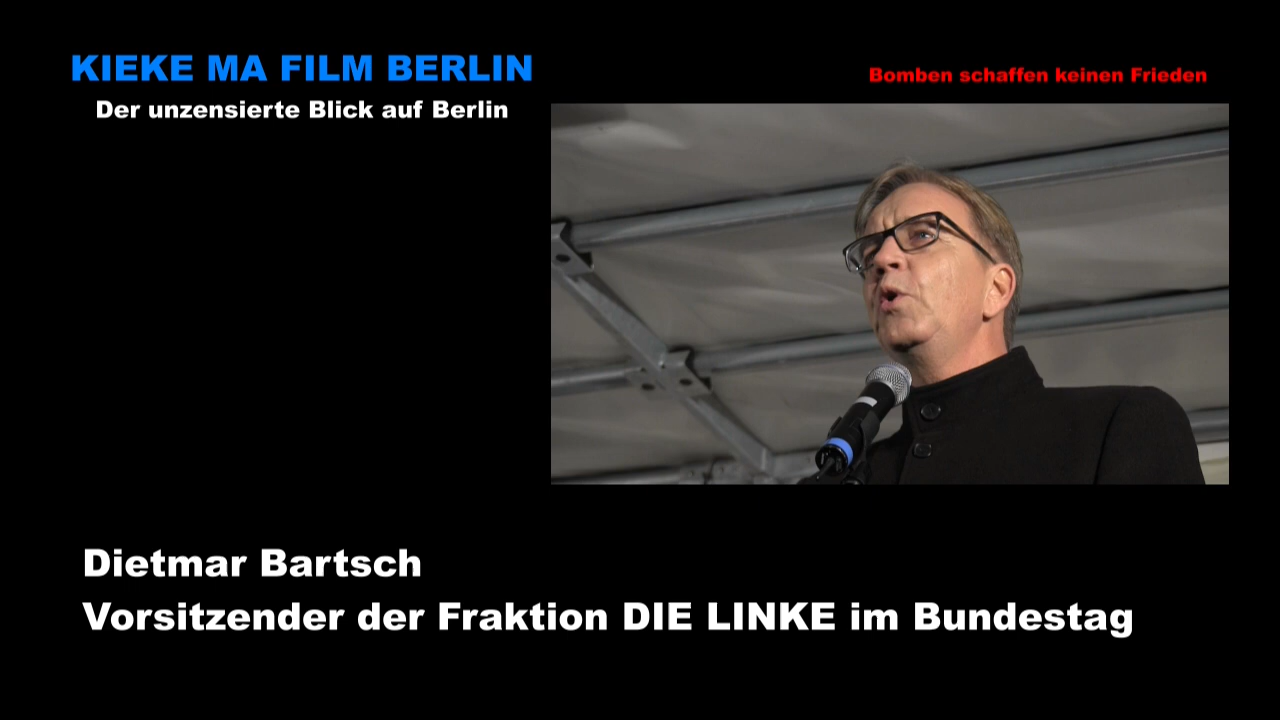 KIEKE MA FILM BERLIN
Der unzensierte Blick auf Berlin
Bomben schaffen keinen Frieden
Dietmar Bartsch
Vorsitzender der Fraktion DIE LINKE im Bundestag